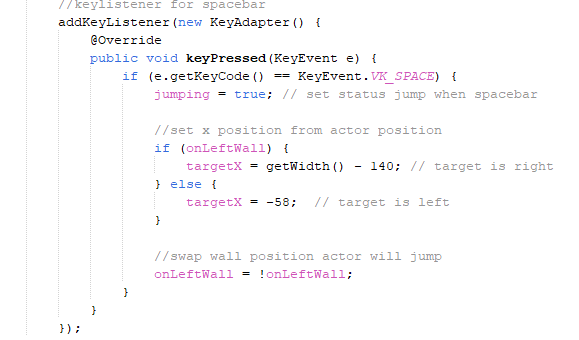 //keylistener for spacebar
addKeyListener(new KeyAdapter() {
    @Override
    public void keyPressed(KeyEvent e) {
        if (e.getKeyCode() == KeyEvent.VK_SPACE) {
            jumping = true; // set status jump when spacebar

            //set x position from actor position
            if (onLeftWall) {
                targetX = getWidth() - 140; // target is right
            } else {
                targetX = -58;  // target is left
            }

            //swap wall position actor will jump
            onLeftWall = !onLeftWall;
        }
    }
});